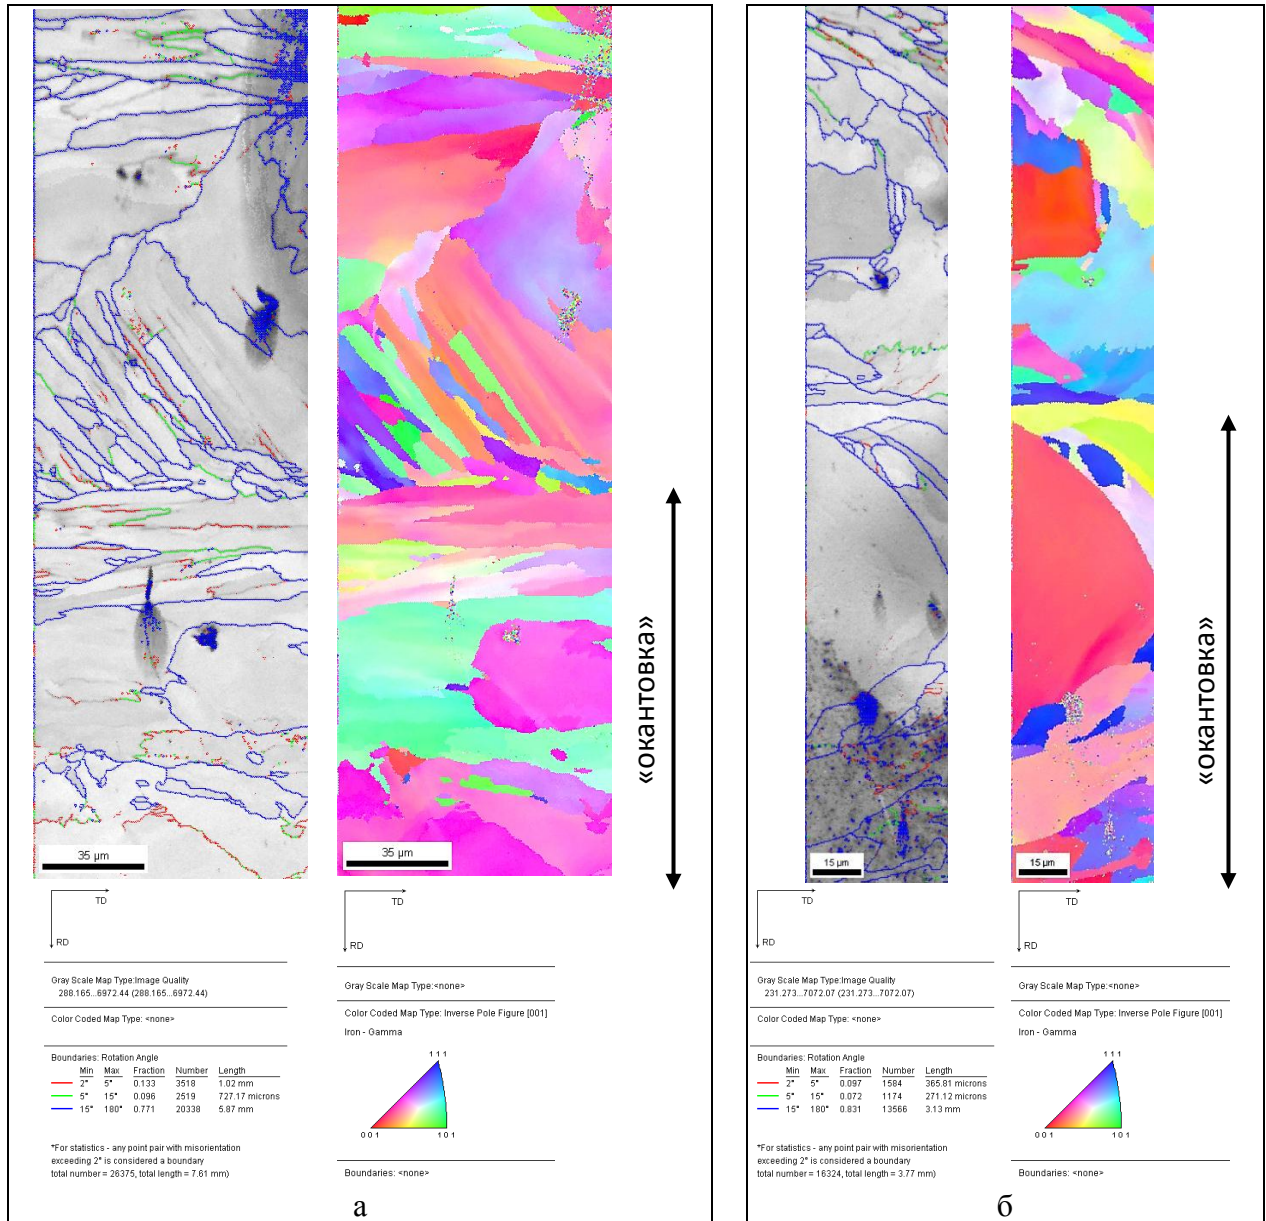 «окантовка»
«окантовка»
35 µm
35 µm
15 µm
15 µm
TD
RD
TD
RD
TD
RD
TD
RD
Gray Scale Map Type:Image Quality
288.165...6972.44 (288.165...6972.44)
Color Coded Map Type: <none>
Boundaries: Rotation Angle
Min Max Fraction Number Length
2° 5° 0.133 3518 1.02 mm
5° 15° 0.096 2519 727.17 microns
15° 180° 0.771 20338 5.87 mm
*For statistics - any point pair with misorientation
exceeding 2° is considered a boundary
total number = 26375, total length = 7.61 mm)
Gray Scale Map Type:<none>
Color Coded Map Type: Inverse Pole Figure [001]
Iron - Gamma
111
001 101
Boundaries: <none>
а
Gray Scale Map Type:Image Quality
231.273...7072.07 (231.273...7072.07)
Color Coded Map Type: <none>
Boundaries: Rotation Angle
Min Max Fraction Number Length
2° 5° 0.097 1584 365.81 microns
5° 15° 0.072 1174 271.12 microns
15° 180° 0.831 13566 3.13 mm
*For statistics - any point pair with misorientation
exceeding 2° is considered a boundary
total number = 16324, total length = 3.77 mm)
Gray Scale Map Type:<none>
Color Coded Map Type: Inverse Pole Figure [001]
Iron - Gamma
111
001 101
Boundaries: <none>
б